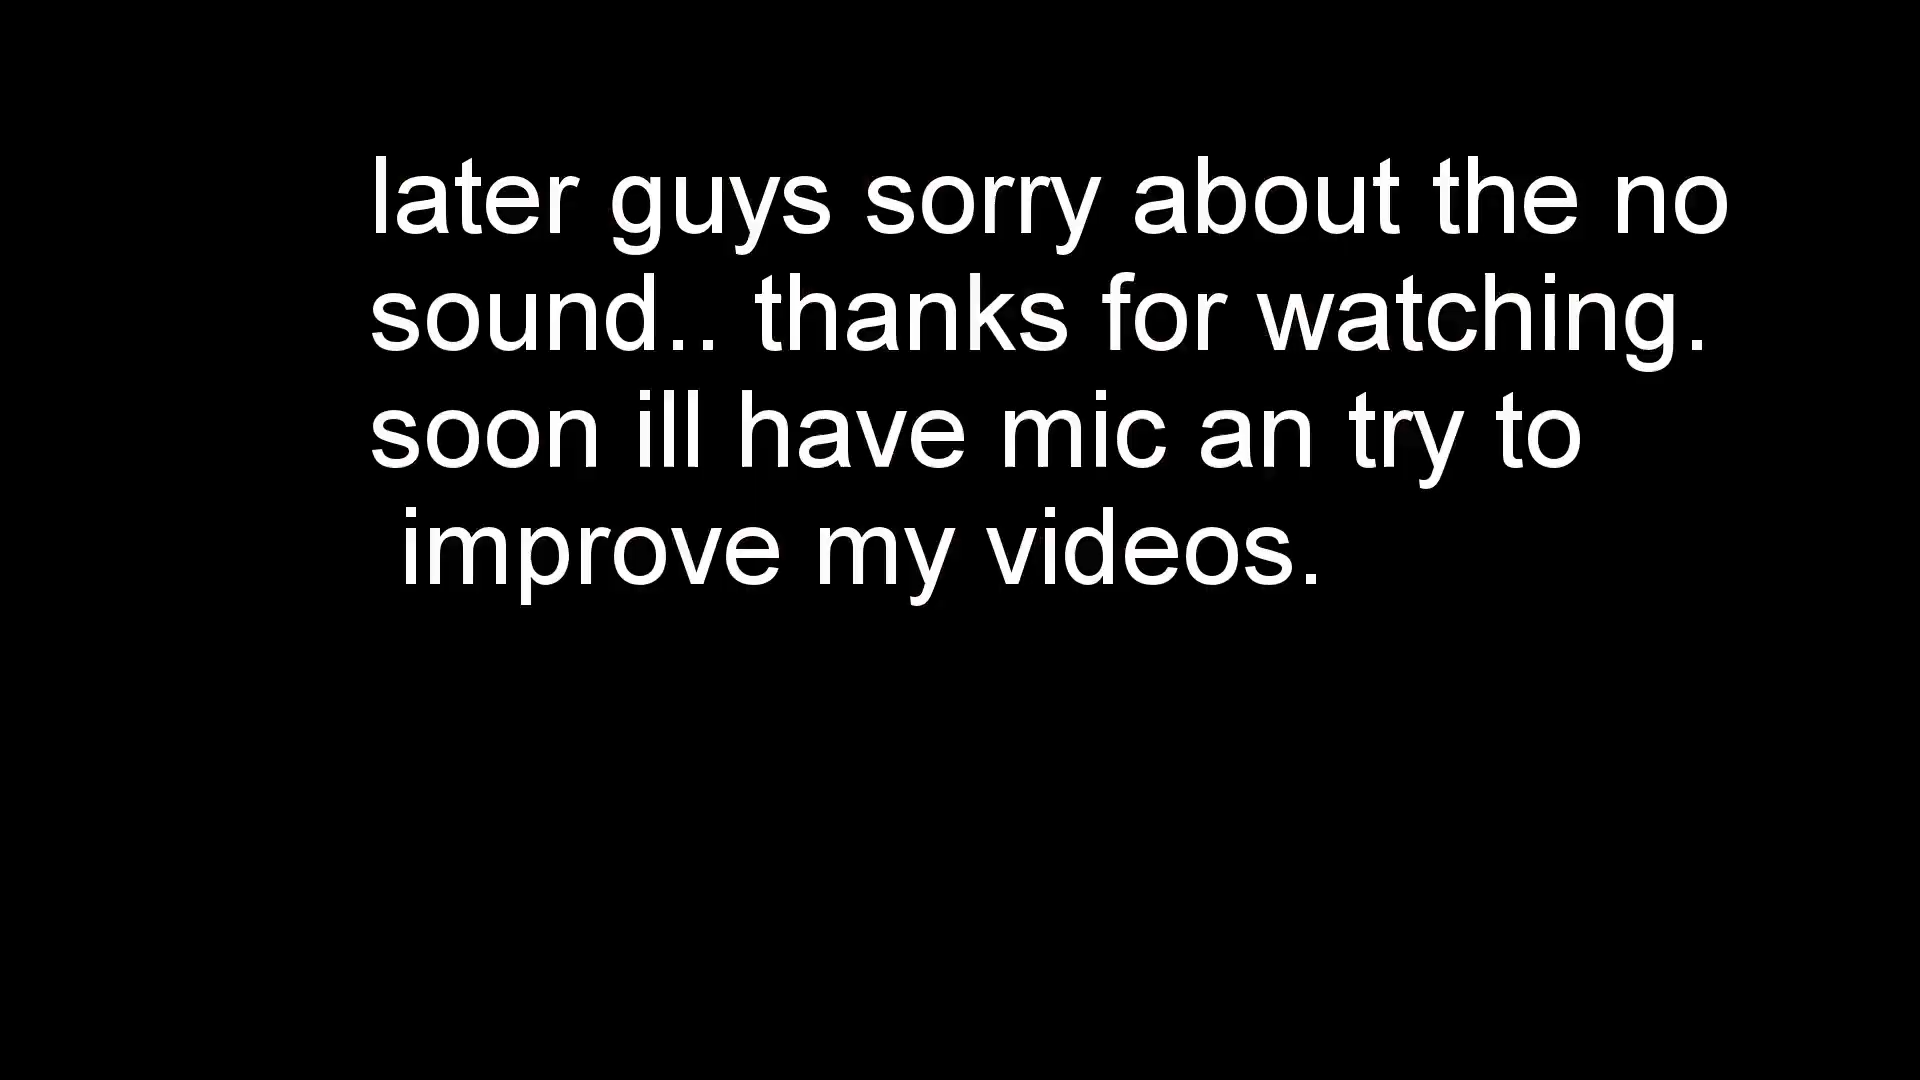 later guys sorry about the no
sound.. thanks for watching.
soon ill have mic an try to
improve my videos.